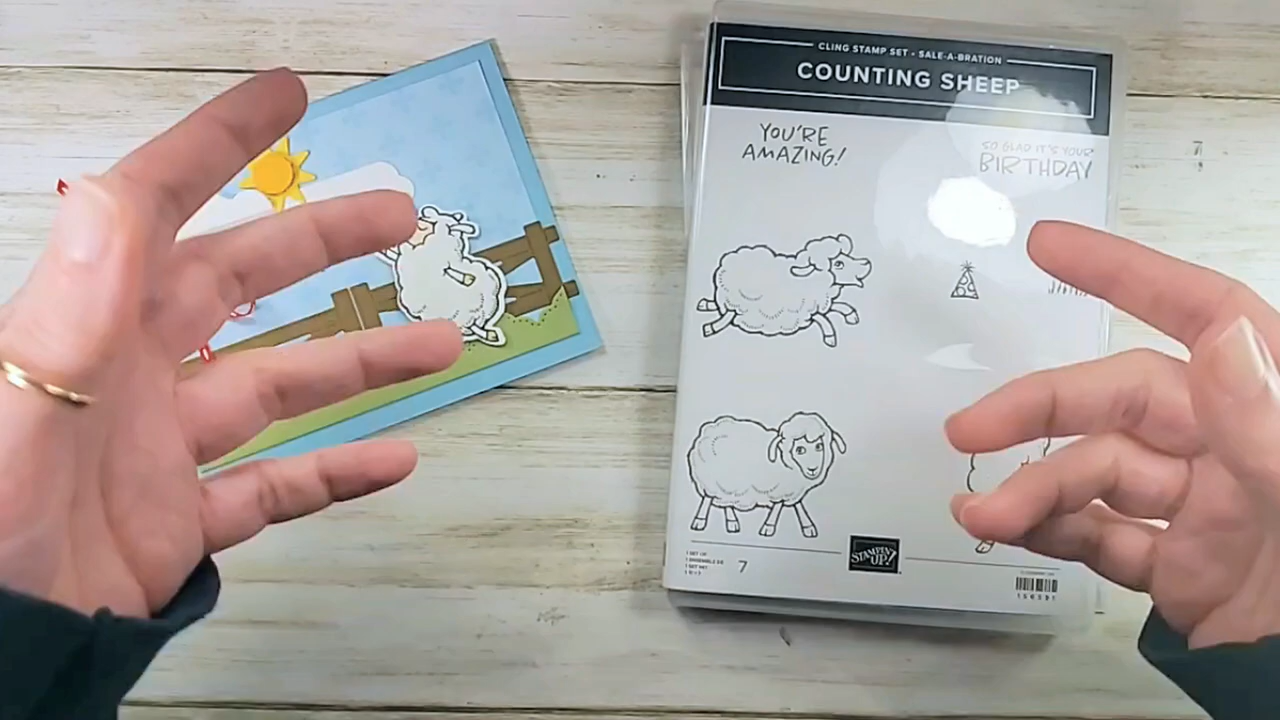 CLING STAMP SET • SALE-A-BRATION
COUNTING SHEEP
YOU'RE
AMAZING!
SO GLAD IT'S YOUR
BIRTHDAY
STAMPIN'
UP!
7